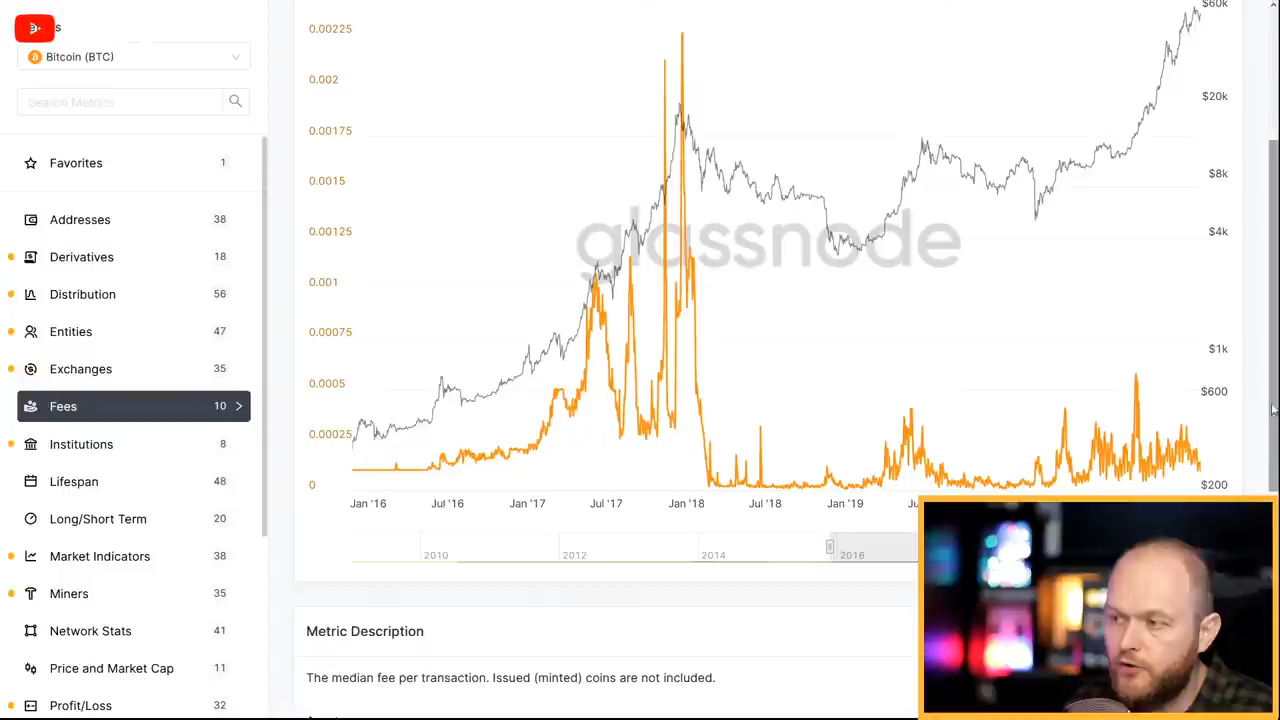 s
Bitcoin (BTC)
Search Metrics
Favorites 1
Addresses 38
Derivatives 18
Distribution 56
Entities 47
Exchanges 35
Fees 10
Institutions 8
Lifespan 48
Long/Short Term 20
Market Indicators 38
Miners 35
Network Stats 41
Price and Market Cap 11
Profit/Loss 32
0.00225
0.002
0.00175
0.0015
0.00125
0.001
0.00075
0.0005
0.00025
0
$60k
$20k
$8k
$4k
$1k
$600
$200
glassnode
Jan '16 Jul '16 Jan '17 Jul '17 Jan '18 Jul '18 Jan '19
2010 2012 2014 2016
Metric Description
The median fee per transaction. Issued (minted) coins are not included.